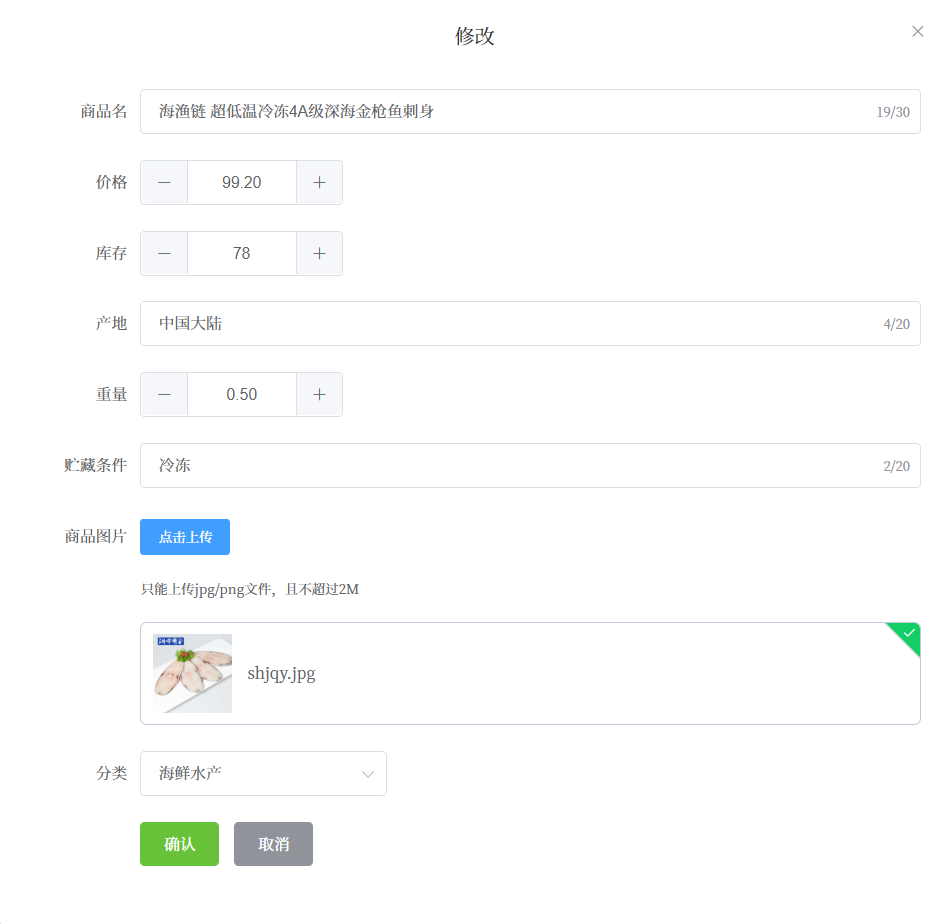 修改
商品名 海渔链 超低温冷冻4A级深海金枪鱼刺身 19/30
价格 99.20
库存 78
产地 中国大陆 4/20
重量 0.50
贮藏条件 冷冻 2/20
商品图片 点击上传
只能上传jpg/png文件，且不超过2M
shjqy.jpg
分类 海鲜水产
确认 取消